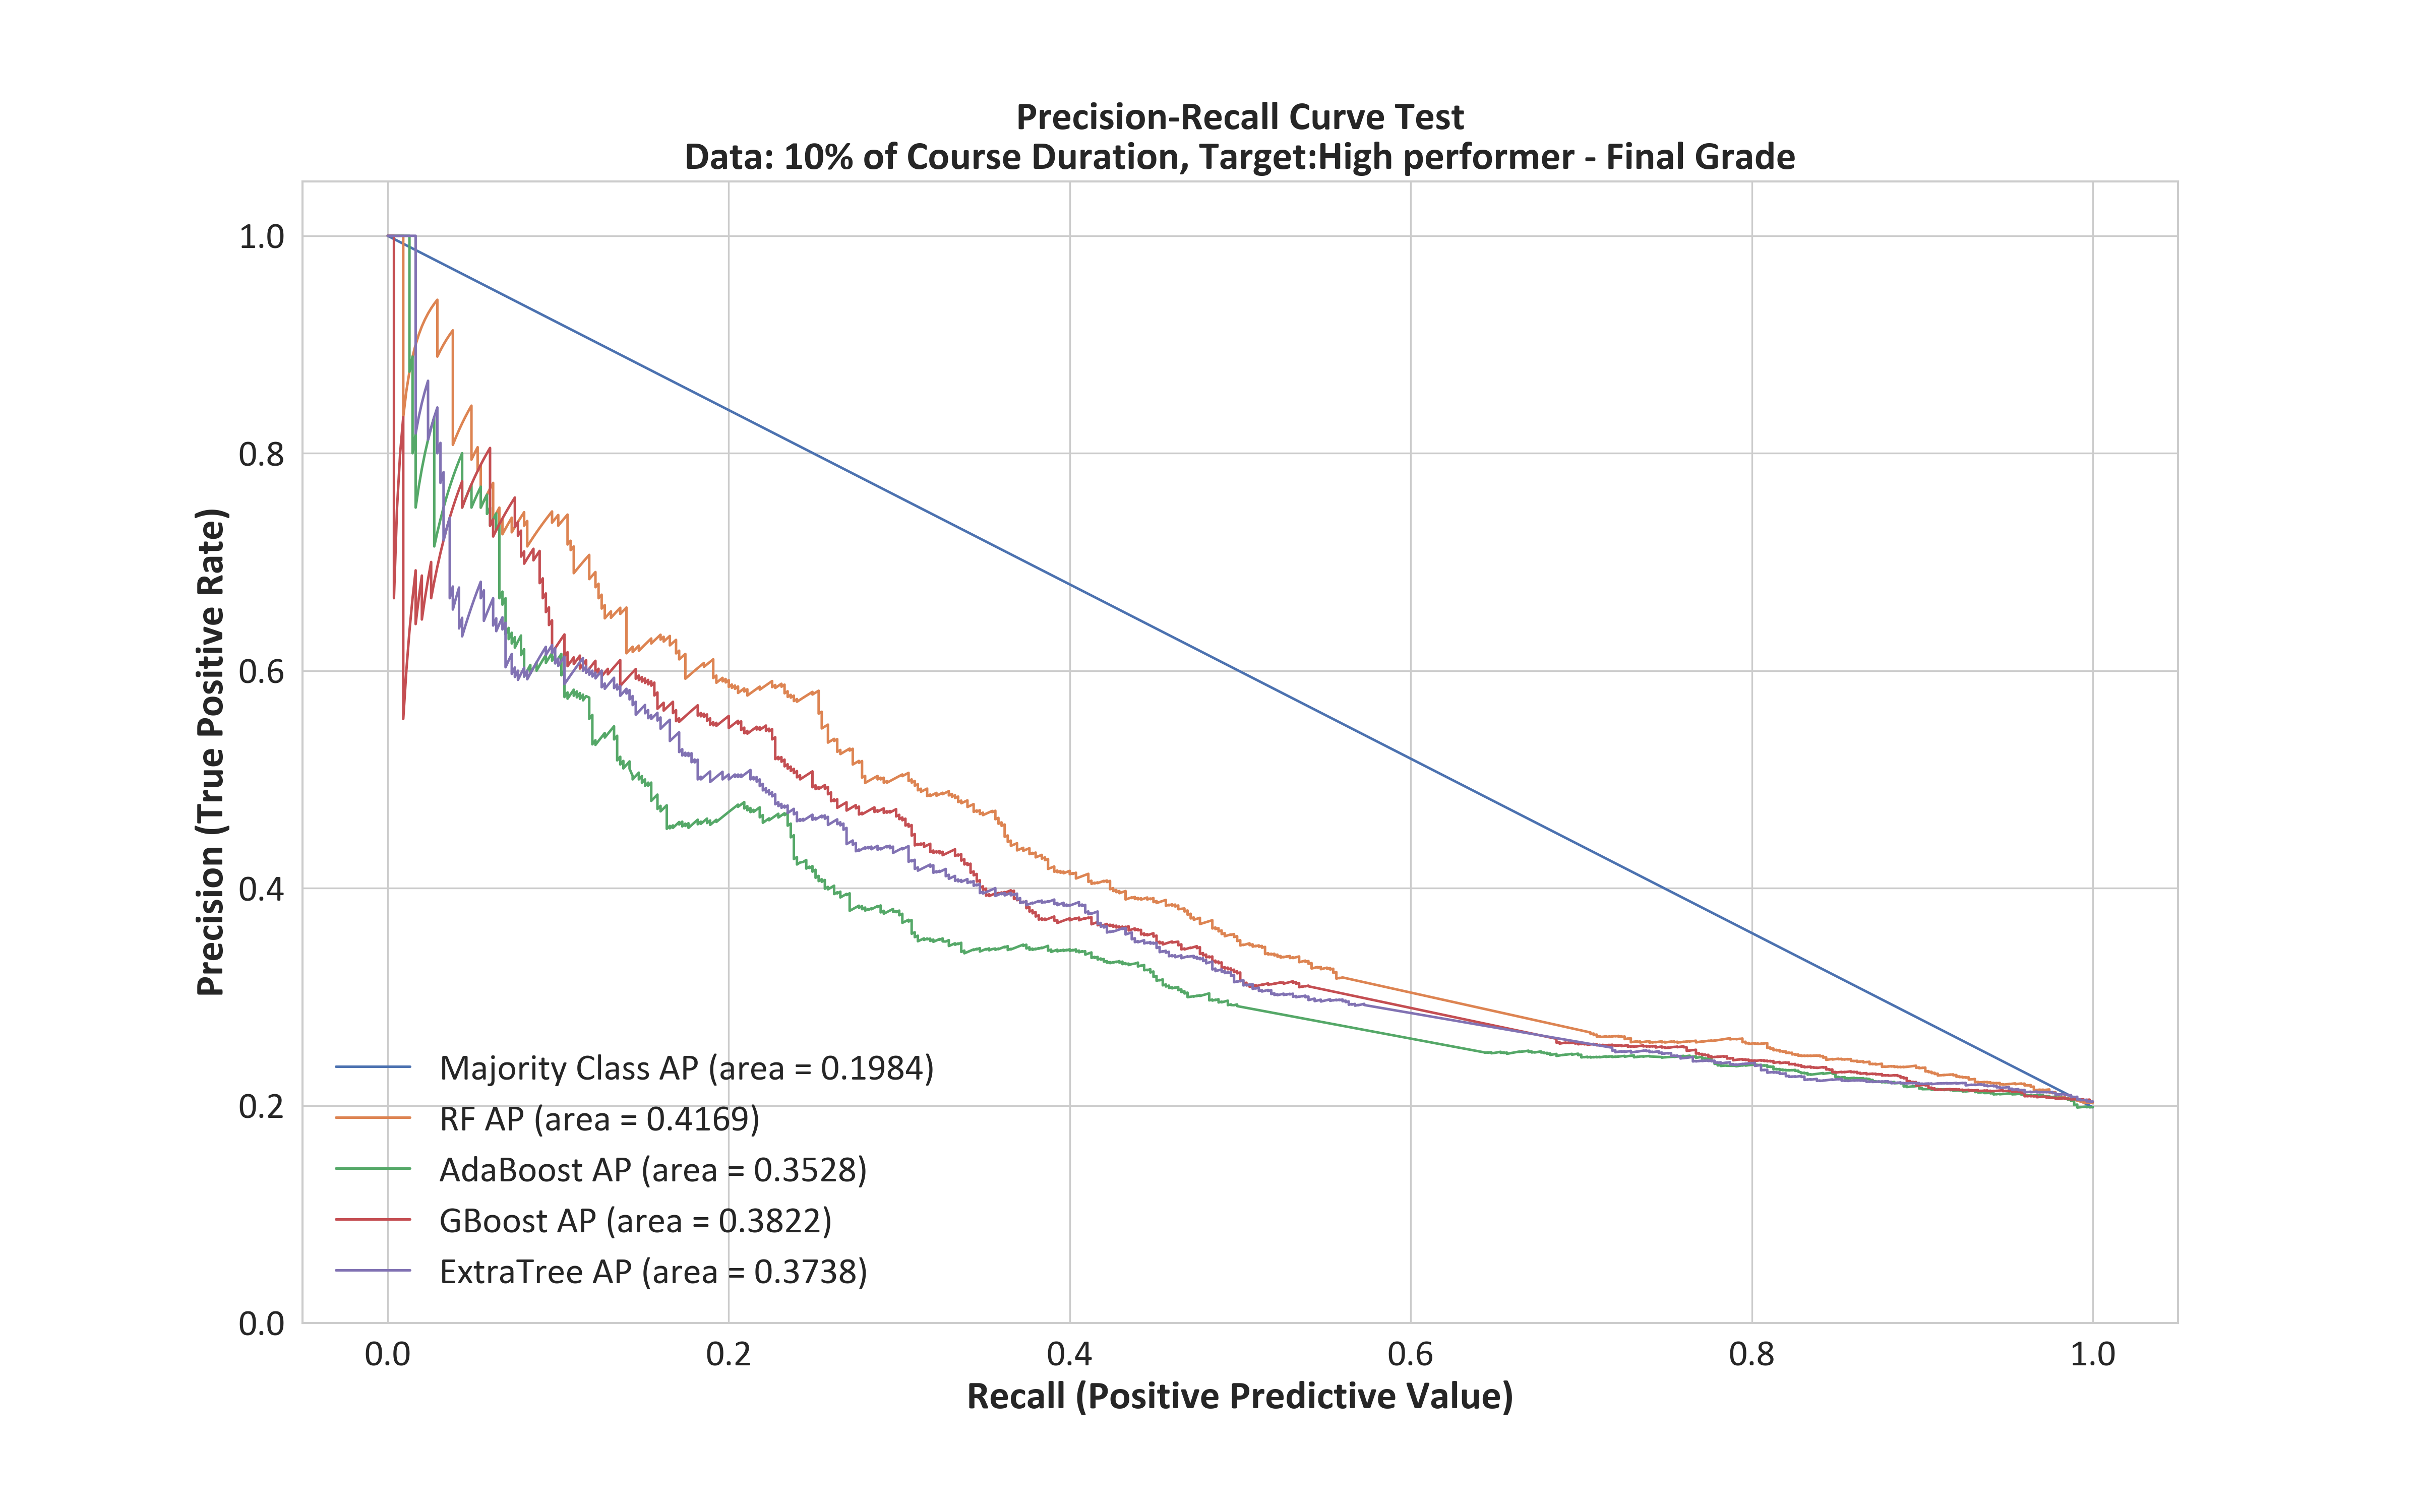 Precision-Recall Curve Test
Data: 10% of Course Duration, Target:High performer - Final Grade
Precision (True Positive Rate)
1.0
0.8
0.6
0.4
0.2
0.0
Majority Class AP (area = 0.1984)
RF AP (area = 0.4169)
AdaBoost AP (area = 0.3528)
GBoost AP (area = 0.3822)
ExtraTree AP (area = 0.3738)
0.0 0.2 0.4 0.6 0.8 1.0
Recall (Positive Predictive Value)